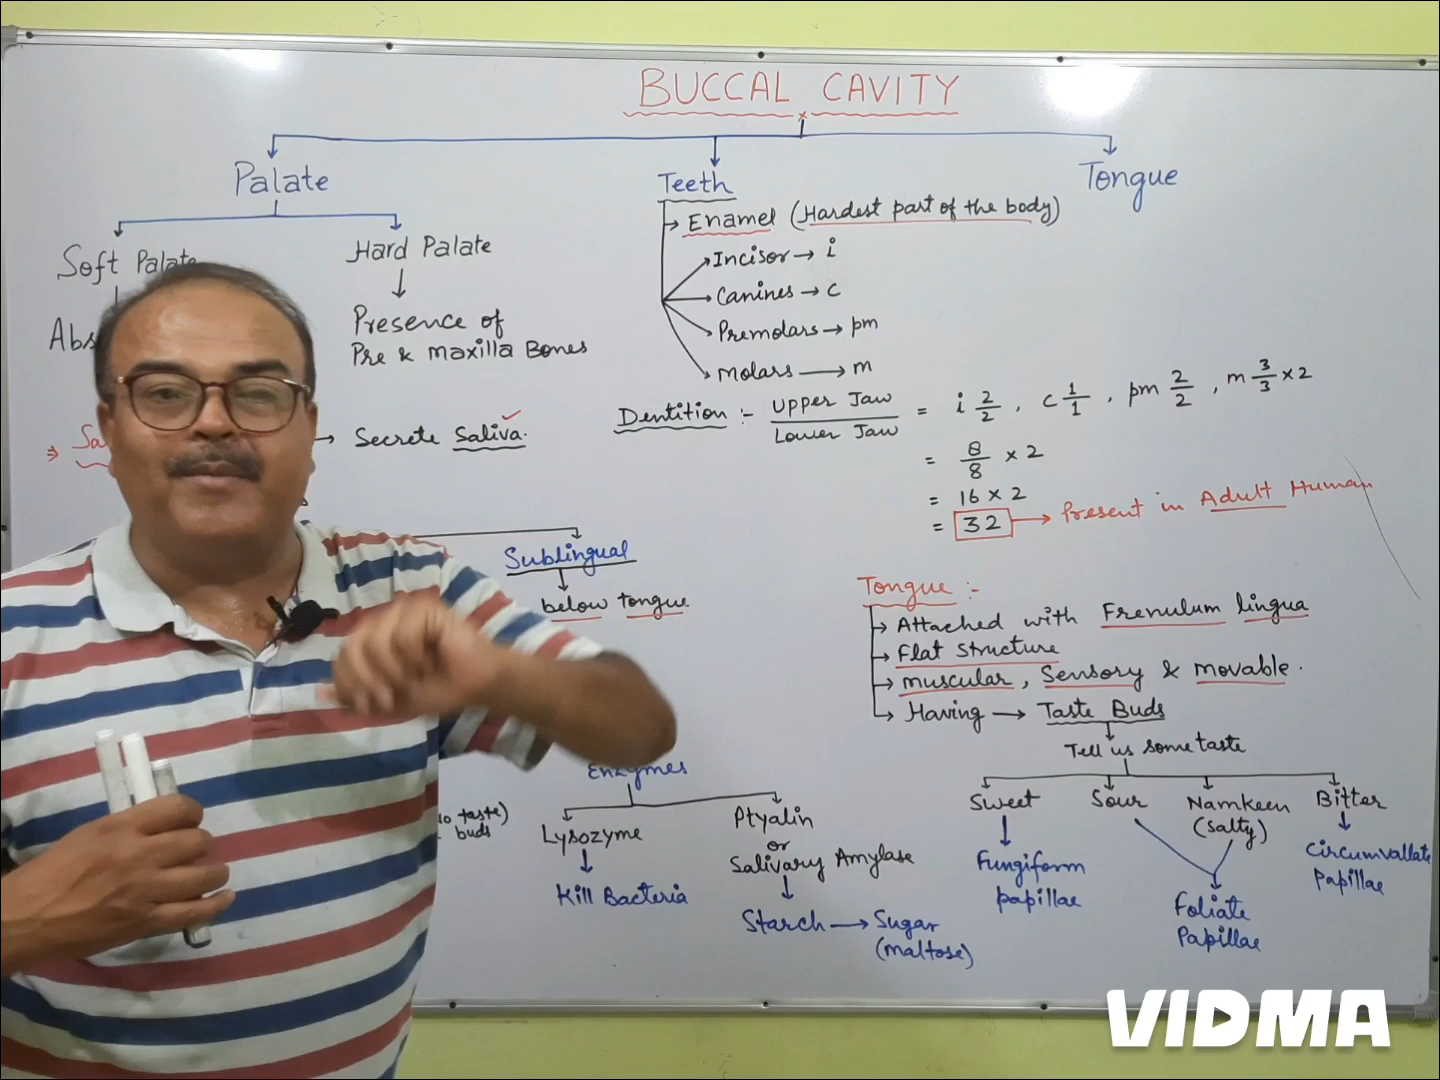 BUCCAL CAVITY
Palate
Teeth
Tongue
Soft Palate
Hard Palate
Presence of
Pre & Maxilla Bones
→ Enamel (Hardest part of the body)
Incisor → i
Canines → c
Premolars → pm
Molars → m
Dentition :- Upper Jaw / Lower Jaw = i 2/2 , c 1/1 , pm 2/2 , m 3/3 × 2
= 8/8 × 2
= 16 × 2
= 32 → Present in Adult Human
→ Secrete Saliva.
Sublingual
below tongue
Tongue :-
→ Attached with Frenulum lingua
→ Flat structure
→ muscular, Sensory & movable.
→ Having → Taste Buds
Tell us some taste
Sweet
Sour
Namkeen
(Salty)
Bitter
Fungiform
papillae
Foliate
Papillae
Circumvallate
Papillae
Enzymes
taste)
buds
Lysozyme
Kill Bacteria
Ptyalin
or
Salivary Amylase
Starch → Sugar
(maltose)
VIDMA